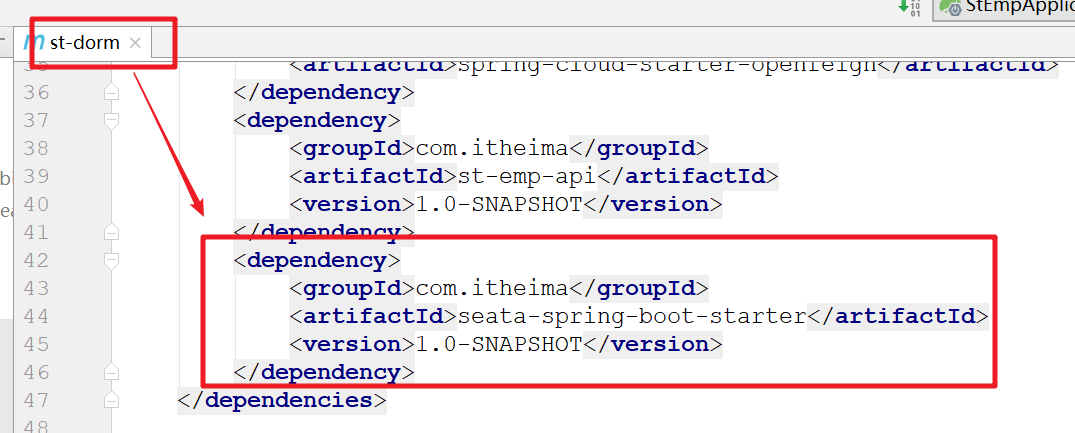 StEmpApplic
st-dorm
<artifactId>spring-cloud-starter-openfeign</artifactId>
36 </dependency>
37 <dependency>
38 <groupId>com.itheima</groupId>
39 <artifactId>st-emp-api</artifactId>
40 <version>1.0-SNAPSHOT</version>
41 </dependency>
42 <dependency>
43 <groupId>com.itheima</groupId>
44 <artifactId>seata-spring-boot-starter</artifactId>
45 <version>1.0-SNAPSHOT</version>
46 </dependency>
47 </dependencies>
48